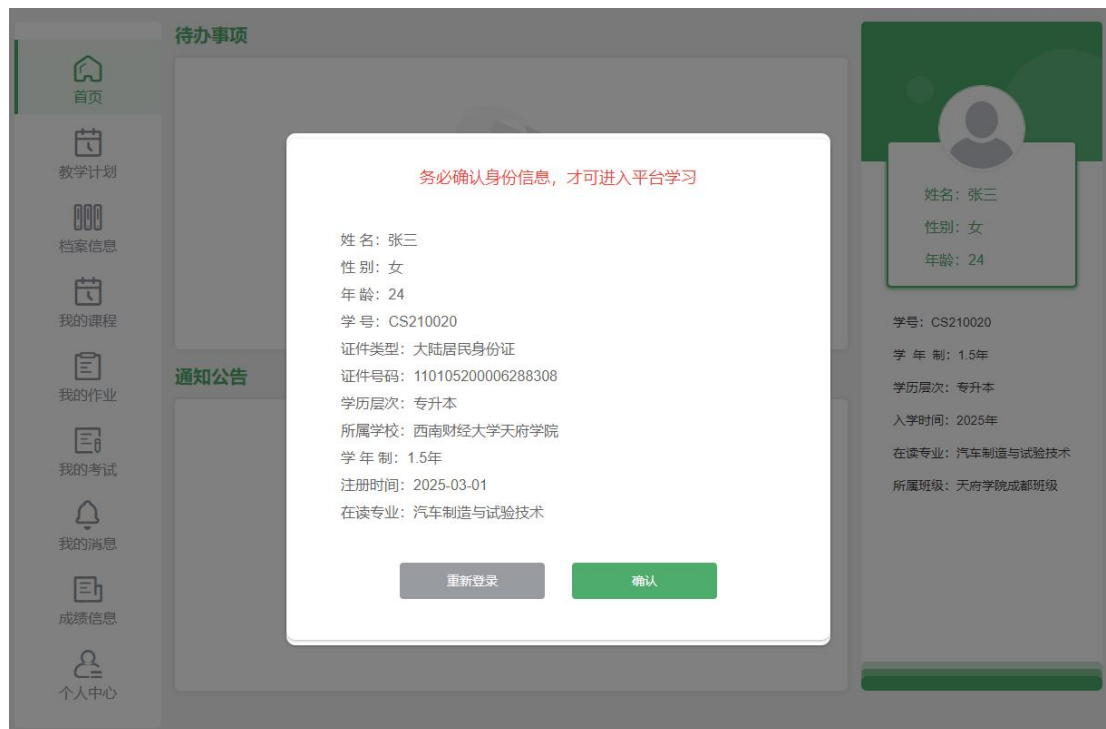 首页
教学计划
档案信息
我的课程
我的作业
我的考试
我的消息
成绩信息
个人中心
待办事项
通知公告
务必确认身份信息，才可进入平台学习
姓 名：张三
性 别：女
年 龄：24
学 号：CS210020
证件类型：大陆居民身份证
证件号码：110105200006288308
学历层次：专升本
所属学校：西南财经大学天府学院
学 年 制：1.5年
注册时间：2025-03-01
在读专业：汽车制造与试验技术
重新登录 确认
姓名：张三
性别：女
年龄：24
学号：CS210020
学 年 制：1.5年
学历层次：专升本
入学时间：2025年
在读专业：汽车制造与试验技术
所属班级：天府学院成都班级